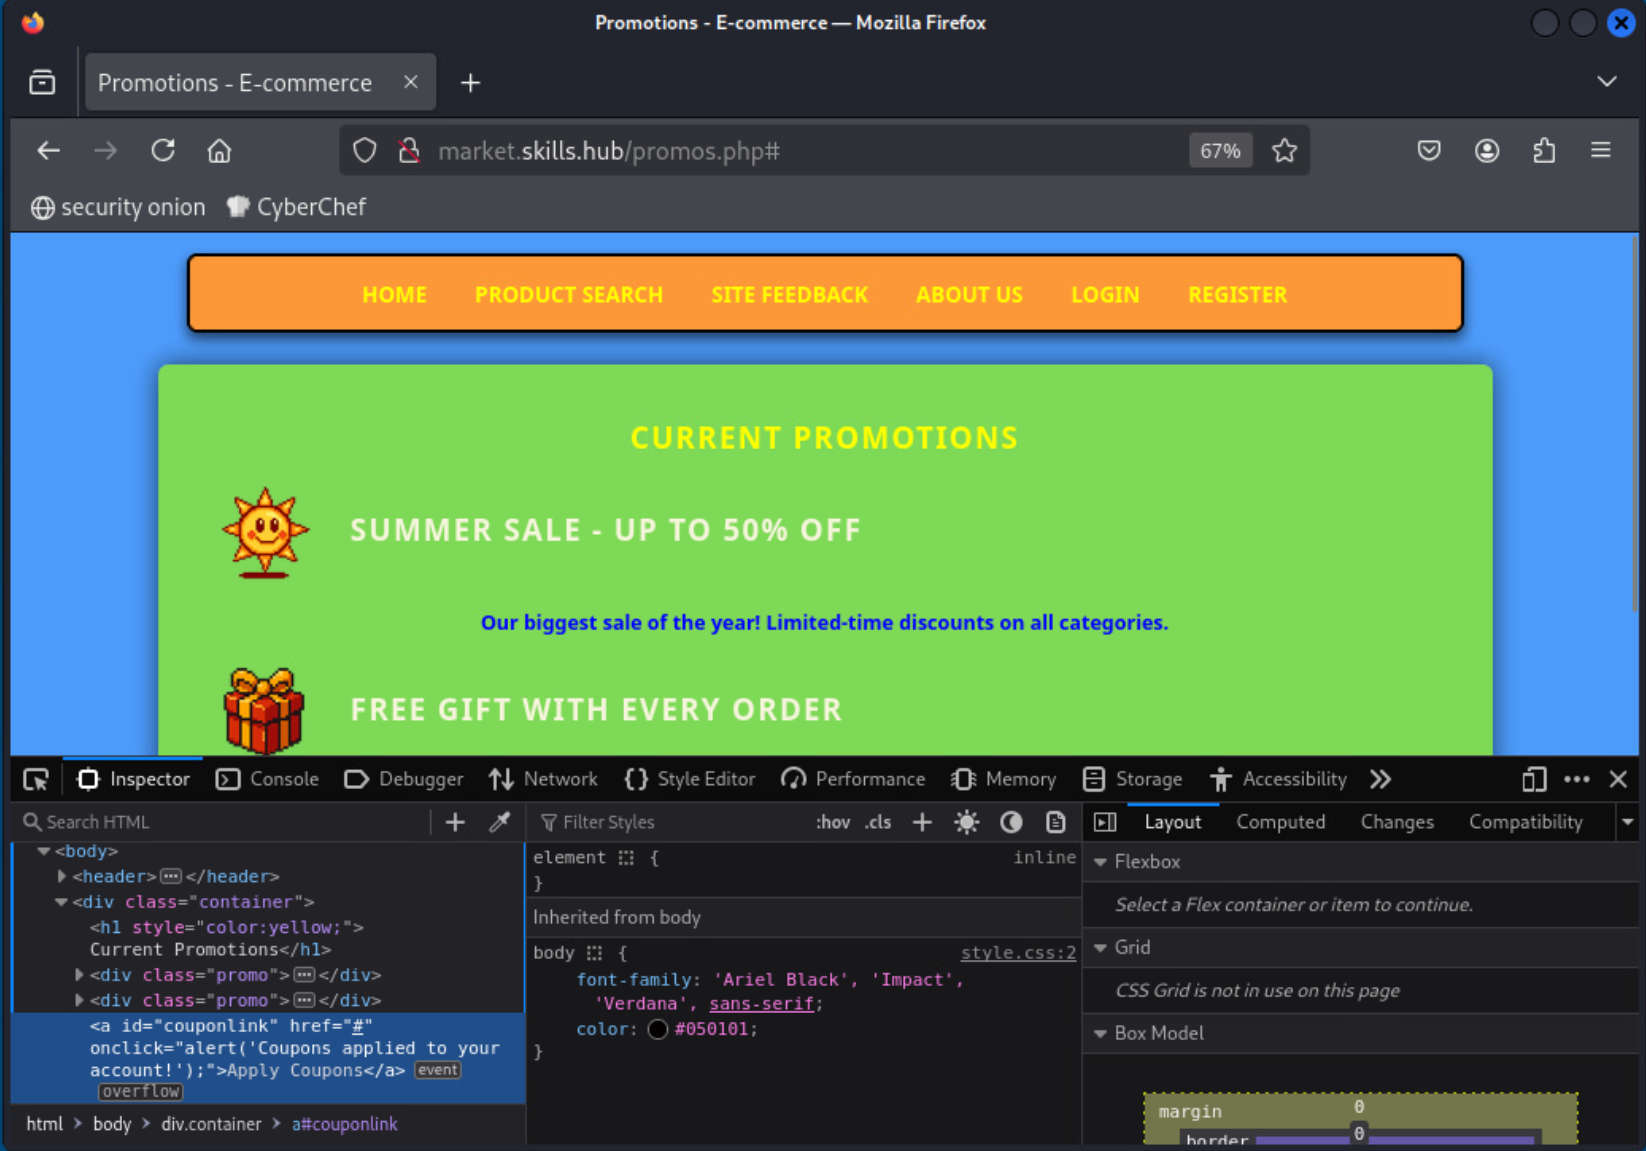 Promotions - E-commerce — Mozilla Firefox
Promotions - E-commerce
market.skills.hub/promos.php#
67%
security onion
CyberChef
HOME PRODUCT SEARCH SITE FEEDBACK ABOUT US LOGIN REGISTER
CURRENT PROMOTIONS
SUMMER SALE - UP TO 50% OFF
Our biggest sale of the year! Limited-time discounts on all categories.
FREE GIFT WITH EVERY ORDER
Inspector Console Debugger Network Style Editor Performance Memory Storage Accessibility
Search HTML
<body>
<header></header>
<div class="container">
<h1 style="color:yellow;">
Current Promotions</h1>
<div class="promo"></div>
<div class="promo"></div>
<a id="couponlink" href="#"
onclick="alert('Coupons applied to your
account!');">Apply Coupons</a> event
overflow
html > body > div.container > a#couponlink
Filter Styles :hov .cls
element { inline
}
Inherited from body
body { style.css:2
font-family: 'Ariel Black', 'Impact',
'Verdana', sans-serif;
color: #050101;
}
Layout Computed Changes Compatibility
Flexbox
Select a Flex container or item to continue.
Grid
CSS Grid is not in use on this page
Box Model
margin 0
border 0